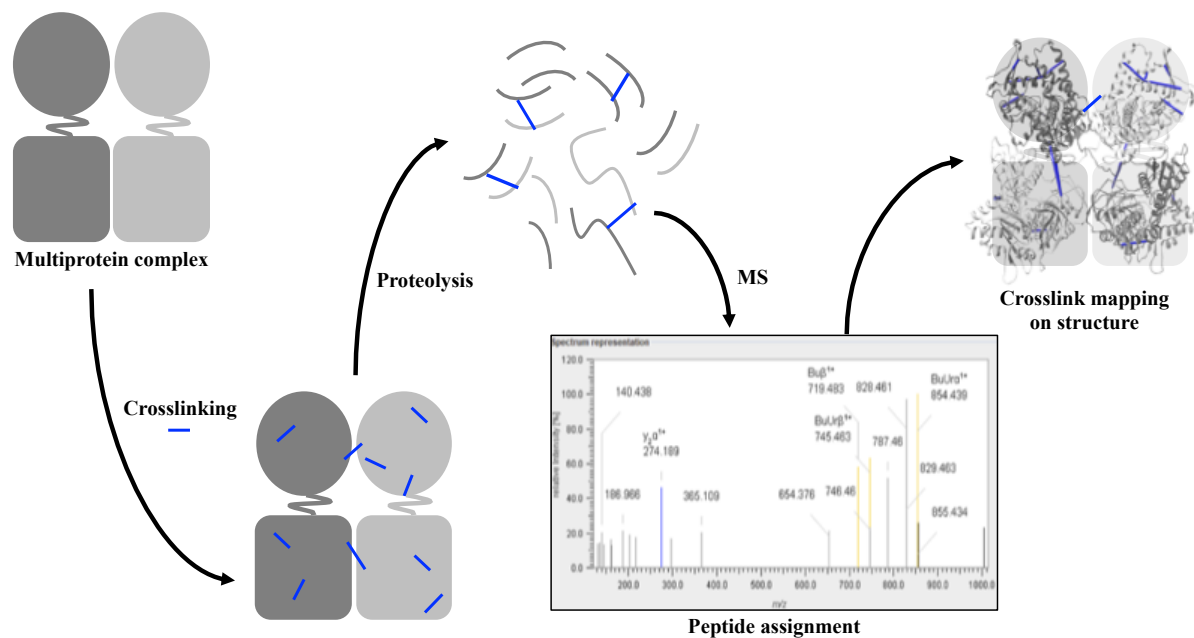 Multiprotein complex
Crosslinking
Proteolysis
MS
Crosslink mapping
on structure
Spectrum representation
120.0
100.0
80.0
60.0
40.0
20.0
0.0
relative intensity [%]
140.438
186.966
y₂α¹⁺
274.189
365.109
654.376
Buβ¹⁺
719.483
BuUrβ¹⁺
745.463
746.46
828.461
787.46
BuUrα¹⁺
854.439
829.463
855.434
200.0 300.0 400.0 500.0 600.0 700.0 800.0 900.0 1000.0
m/z
Peptide assignment